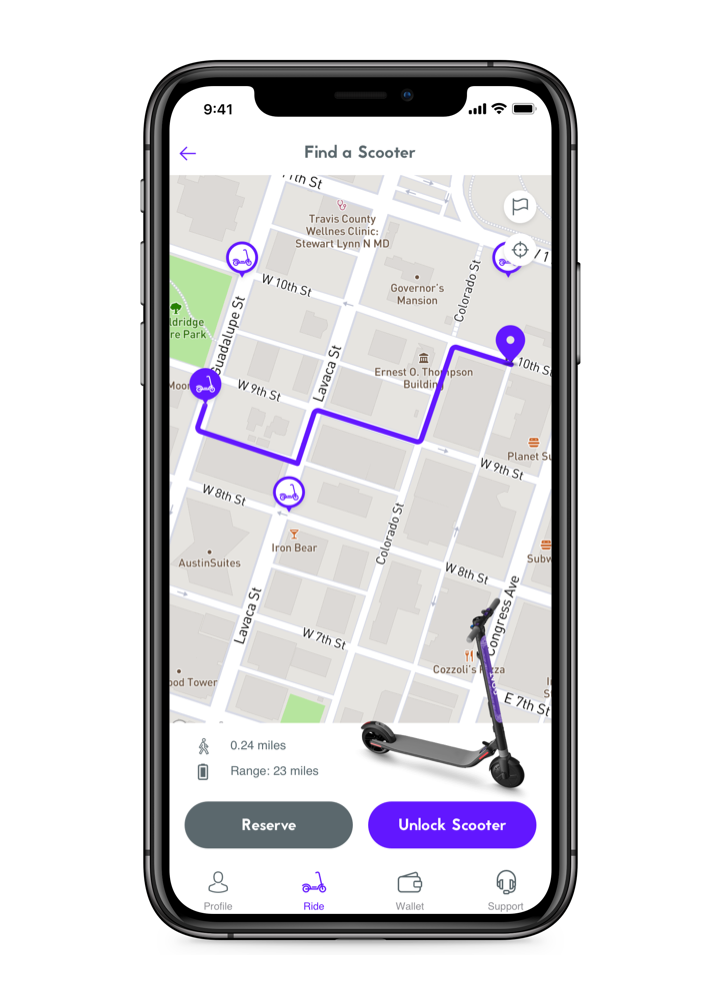 9:41
Find a Scooter
11th St
Travis County
Wellnes Clinic:
Stewart Lynn N MD
/ 1
W 10th St
Governor's
Mansion
Colorado St
ldridge
re Park
Guadalupe St
Lavaca St
Ernest O. Thompson
Building
10th St
Moon
W 9th St
Planet Su
W 9th St
W 8th St
Colorado St
Iron Bear
AustinSuites
Subw
W 8th St
Lavaca St
Congress Ave
W 7th St
Cozzoli's Pizza
ood Tower
E 7th St
0.24 miles
Range: 23 miles
Reserve
Unlock Scooter
Profile
Ride
Wallet
Support